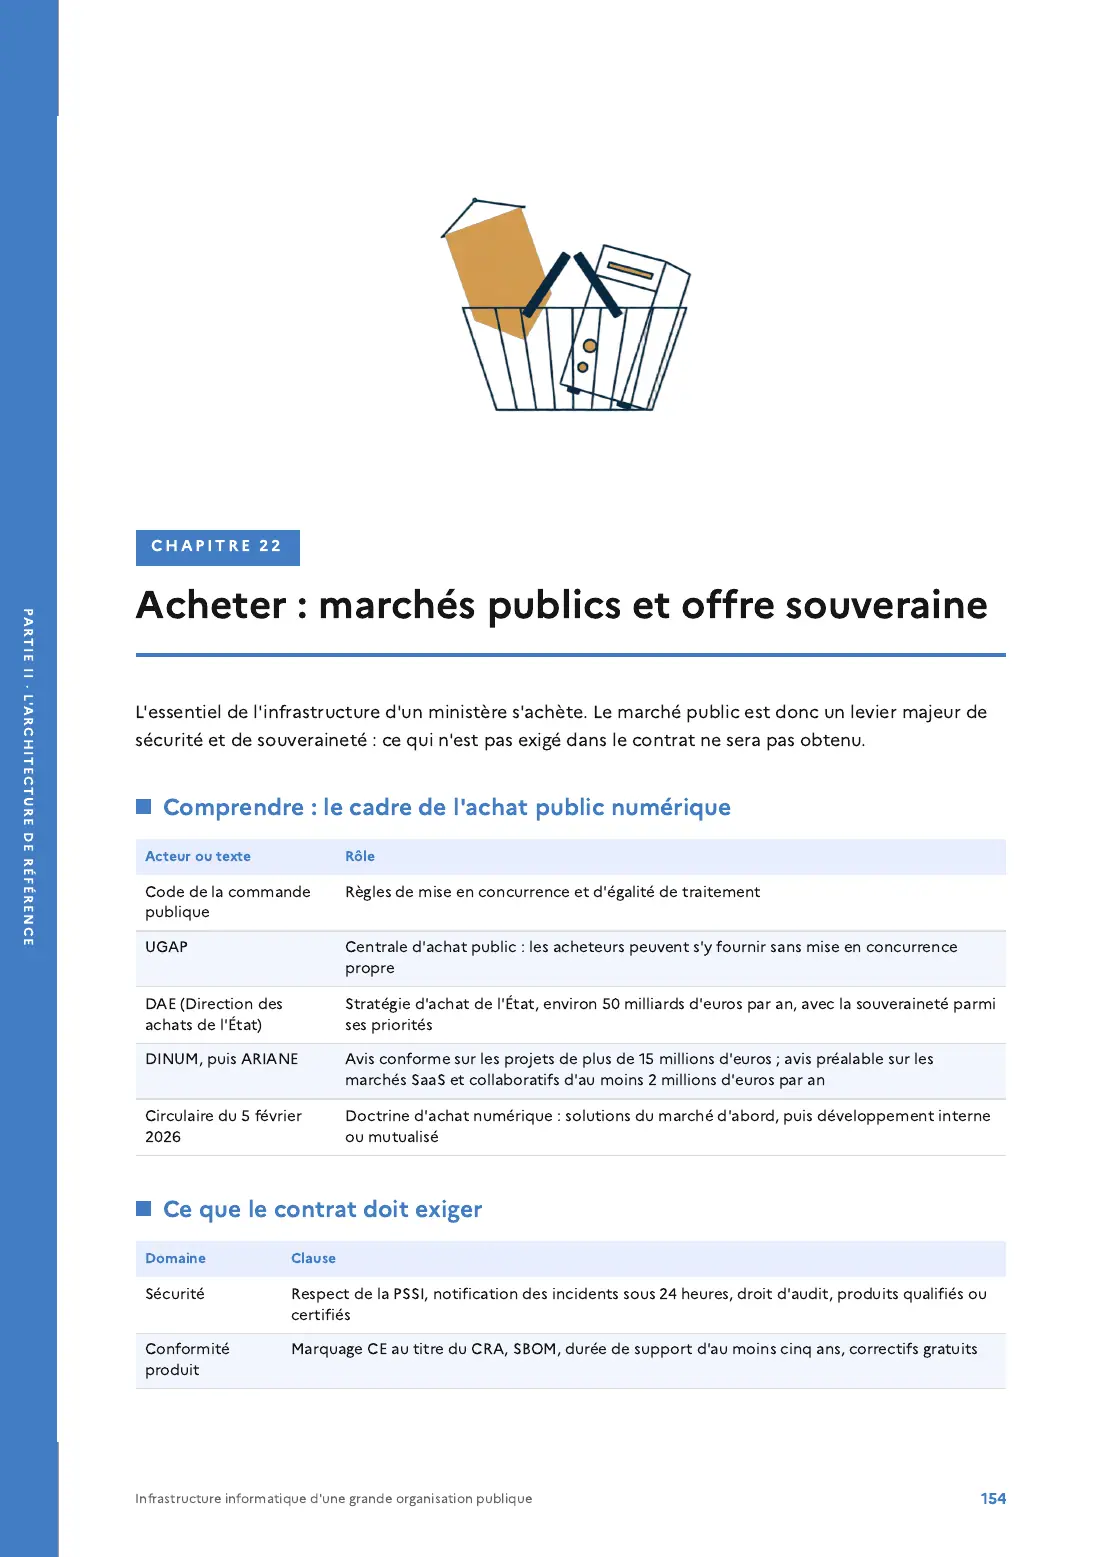 CHAPITRE 22
Acheter : marchés publics et offre souveraine
PARTIE II · L'ARCHITECTURE DE RÉFÉRENCE
L'essentiel de l'infrastructure d'un ministère s'achète. Le marché public est donc un levier majeur de
sécurité et de souveraineté : ce qui n'est pas exigé dans le contrat ne sera pas obtenu.
Comprendre : le cadre de l'achat public numérique
Acteur ou texte Rôle
Code de la commande Règles de mise en concurrence et d'égalité de traitement
publique
UGAP Centrale d'achat public : les acheteurs peuvent s'y fournir sans mise en concurrence
propre
DAE (Direction des Stratégie d'achat de l'État, environ 50 milliards d'euros par an, avec la souveraineté parmi
achats de l'État) ses priorités
DINUM, puis ARIANE Avis conforme sur les projets de plus de 15 millions d'euros ; avis préalable sur les
marchés SaaS et collaboratifs d'au moins 2 millions d'euros par an
Circulaire du 5 février Doctrine d'achat numérique : solutions du marché d'abord, puis développement interne
2026 ou mutualisé
Ce que le contrat doit exiger
Domaine Clause
Sécurité Respect de la PSSI, notification des incidents sous 24 heures, droit d'audit, produits qualifiés ou
certifiés
Conformité Marquage CE au titre du CRA, SBOM, durée de support d'au moins cinq ans, correctifs gratuits
produit
Infrastructure informatique d'une grande organisation publique 154